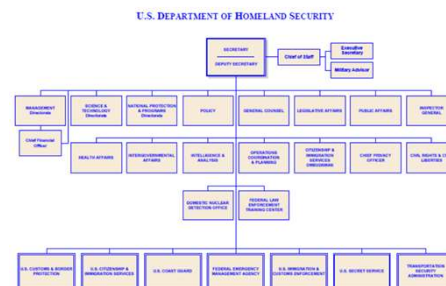 U.S. DEPARTMENT OF HOMELAND SECURITY
SECRETARY
DEPUTY SECRETARY
Chief of Staff
Executive
Secretary
Military Advisor
MANAGEMENT
Directorate
SCIENCE &
TECHNOLOGY
Directorate
NATIONAL PROTECTION
& PROGRAMS
Directorate
POLICY
GENERAL COUNSEL
LEGISLATIVE AFFAIRS
PUBLIC AFFAIRS
INSPECTOR
GENERAL
Chief Financial
Officer
HEALTH AFFAIRS
INTERGOVERNMENTAL
AFFAIRS
INTELLIGENCE &
ANALYSIS
OPERATIONS
COORDINATION
& PLANNING
CITIZENSHIP &
IMMIGRATION
SERVICES
OMBUDSMAN
CHIEF PRIVACY
OFFICER
CIVIL RIGHTS & CI
LIBERTIES
DOMESTIC NUCLEAR
DETECTION OFFICE
FEDERAL LAW
ENFORCEMENT
TRAINING CENTER
U.S. CUSTOMS & BORDER
PROTECTION
U.S. CITIZENSHIP &
IMMIGRATION SERVICES
U.S. COAST GUARD
FEDERAL EMERGENCY
MANAGEMENT AGENCY
U.S. IMMIGRATION &
CUSTOMS ENFORCEMENT
U.S. SECRET SERVICE
TRANSPORTATION
SECURITY
ADMINISTRATION